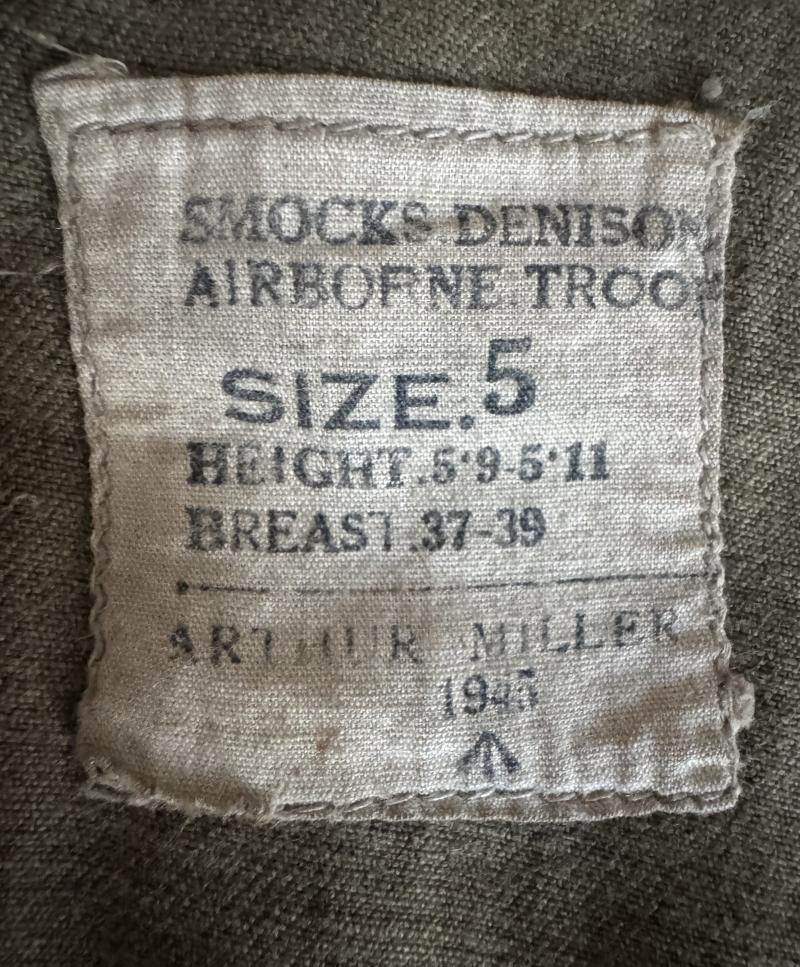 SMOCKS.DENISON
AIRBORNE.TROO
SIZE.5
HEIGHT.5'9-5'11
BREAST.37-39
ARTHUR MILLER
1945